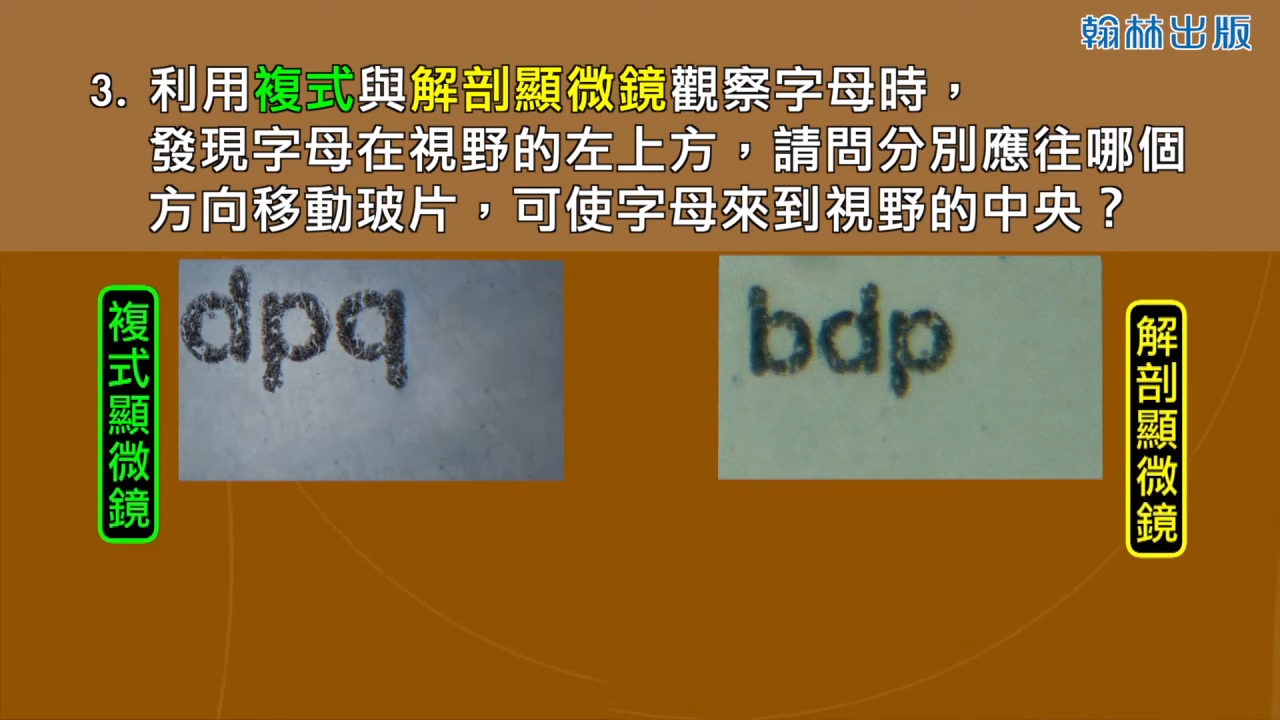 翰林出版
3. 利用複式與解剖顯微鏡觀察字母時，
發現字母在視野的左上方，請問分別應往哪個
方向移動玻片，可使字母來到視野的中央？
複式顯微鏡
dpq
bdp
解剖顯微鏡